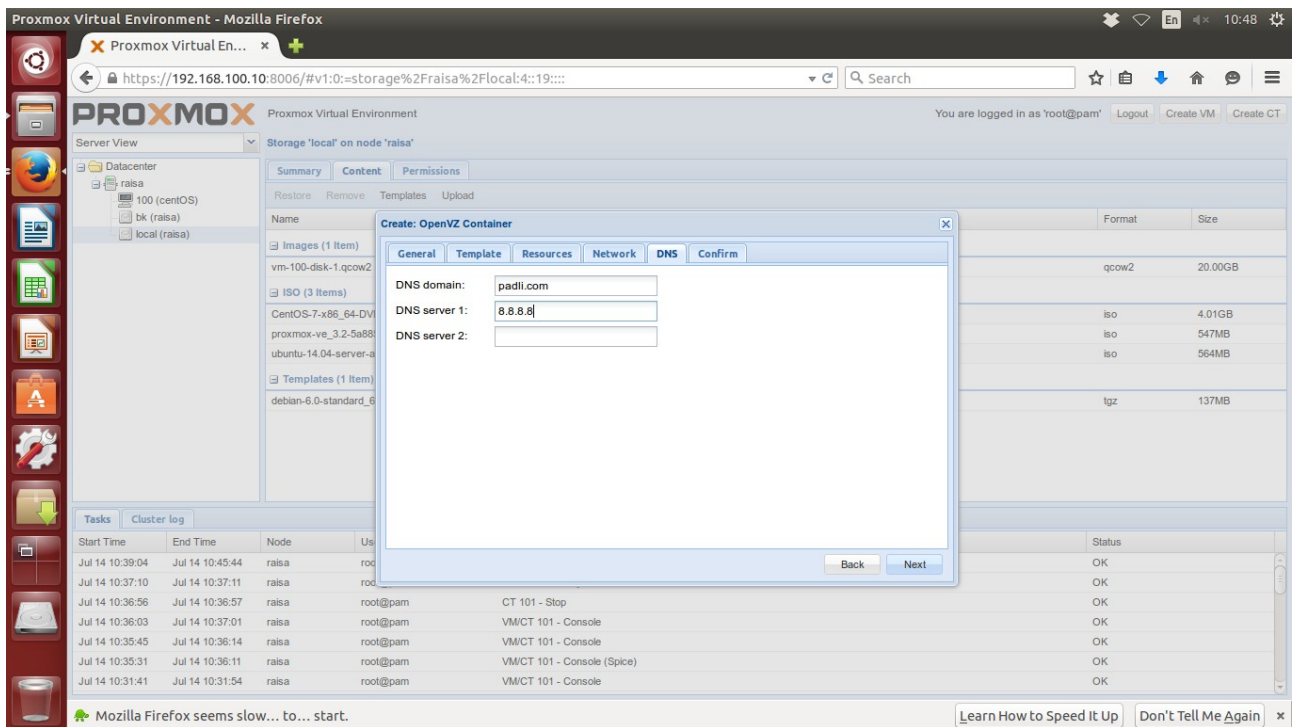 Proxmox Virtual Environment - Mozilla Firefox En 10:48
Proxmox Virtual En... ×
https://192.168.100.10:8006/#v1:0:=storage%2Fraisa%2Flocal:4::19:::: Search
PROXMOX Proxmox Virtual Environment You are logged in as 'root@pam' Logout Create VM Create CT
Server View Storage 'local' on node 'raisa'
Datacenter
raisa
100 (centOS)
bk (raisa)
local (raisa)
Summary Content Permissions
Restore Remove Templates Upload
Name Format Size
Images (1 Item)
vm-100-disk-1.qcow2 qcow2 20.00GB
ISO (3 Items)
CentOS-7-x86_64-DV iso 4.01GB
proxmox-ve_3.2-5a88 iso 547MB
ubuntu-14.04-server-a iso 564MB
Templates (1 Item)
debian-6.0-standard_6 tgz 137MB
Create: OpenVZ Container
General Template Resources Network DNS Confirm
DNS domain: padli.com
DNS server 1: 8.8.8.8
DNS server 2:
Back Next
Tasks Cluster log
Start Time End Time Node Us Status
Jul 14 10:39:04 Jul 14 10:45:44 raisa roo OK
Jul 14 10:37:10 Jul 14 10:37:11 raisa roo OK
Jul 14 10:36:56 Jul 14 10:36:57 raisa root@pam CT 101 - Stop OK
Jul 14 10:36:03 Jul 14 10:37:01 raisa root@pam VM/CT 101 - Console OK
Jul 14 10:35:45 Jul 14 10:36:14 raisa root@pam VM/CT 101 - Console OK
Jul 14 10:35:31 Jul 14 10:36:11 raisa root@pam VM/CT 101 - Console (Spice) OK
Jul 14 10:31:41 Jul 14 10:31:54 raisa root@pam VM/CT 101 - Console OK
Mozilla Firefox seems slow... to... start. Learn How to Speed It Up Don't Tell Me Again ×